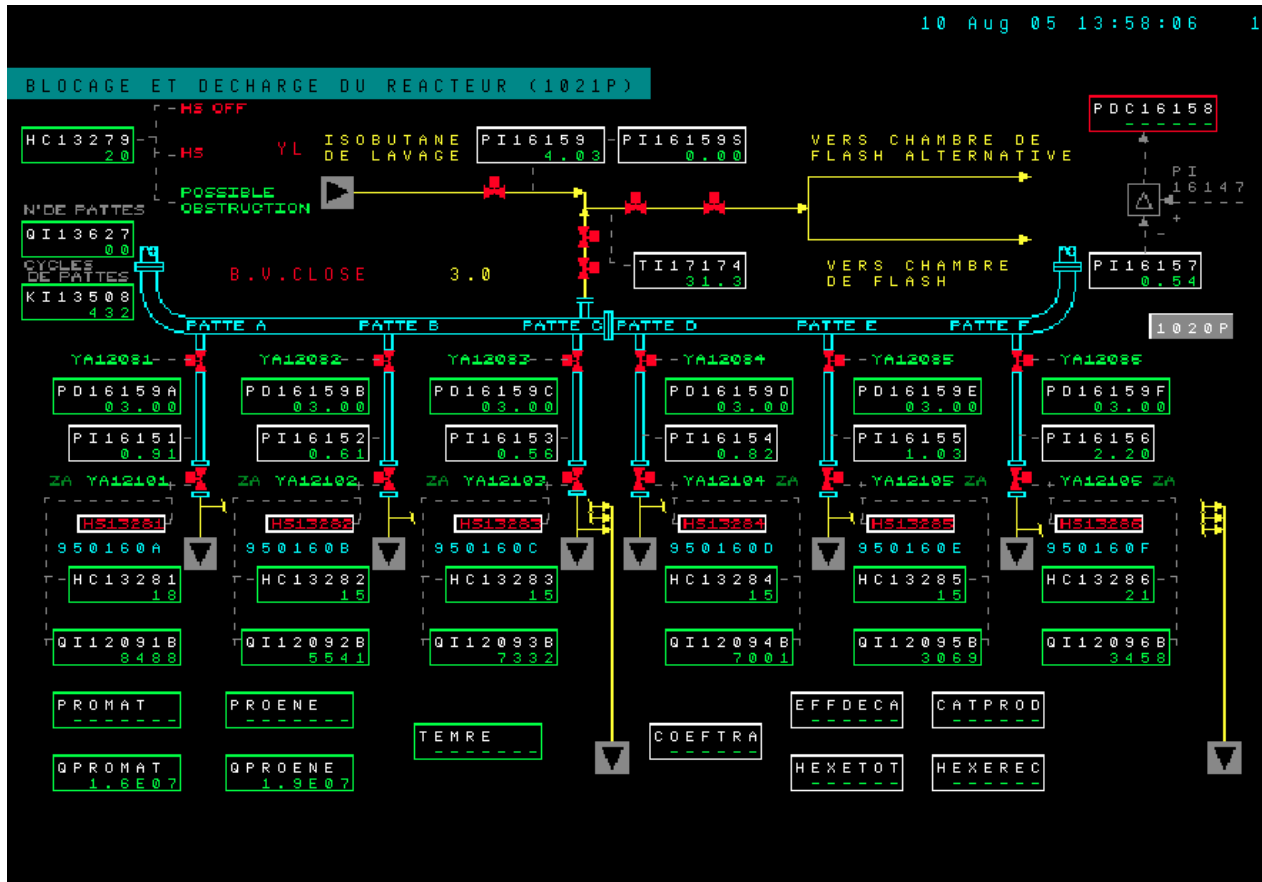 10 Aug 05 13:58:06 1
BLOCAGE ET DECHARGE DU REACTEUR (1021P)
HS OFF
PDC16158
------
HC13279
20
HS
YL
ISOBUTANE
DE LAVAGE
PI16159
4.03
PI16159S
0.00
VERS CHAMBRE DE
FLASH ALTERNATIVE
POSSIBLE
OBSTRUCTION
PI
16147
-----
N'DE PATTES
QI13627
00
CYCLES
DE PATTES
KI13508
432
B.V.CLOSE
3.0
TI17174
31.3
VERS CHAMBRE
DE FLASH
PI16157
0.54
PATTE A
PATTE B
PATTE C
PATTE D
PATTE E
PATTE F
1020P
YA12081
YA12082
YA12083
YA12084
YA12085
YA12086
PD16159A
03.00
PD16159B
03.00
PD16159C
03.00
PD16159D
03.00
PD16159E
03.00
PD16159F
03.00
PI16151
0.91
PI16152
0.61
PI16153
0.56
PI16154
0.82
PI16155
1.03
PI16156
2.20
ZA YA12101
ZA YA12102
ZA YA12103
YA12104 ZA
YA12105 ZA
YA12106 ZA
HS13281
HS13282
HS13283
HS13284
HS13285
HS13286
950160A
950160B
950160C
950160D
950160E
950160F
HC13281
18
HC13282
15
HC13283
15
HC13284
15
HC13285
15
HC13286
21
QI12091B
8488
QI12092B
5541
QI12093B
7332
QI12094B
7001
QI12095B
3069
QI12096B
3458
PROMAT
-------
PROENE
-------
TEMRE
-------
COEFTRA
------
EFFDECA
------
CATPROD
------
QPROMAT
1.6E07
QPROENE
1.9E07
HEXETOT
------
HEXEREC
------